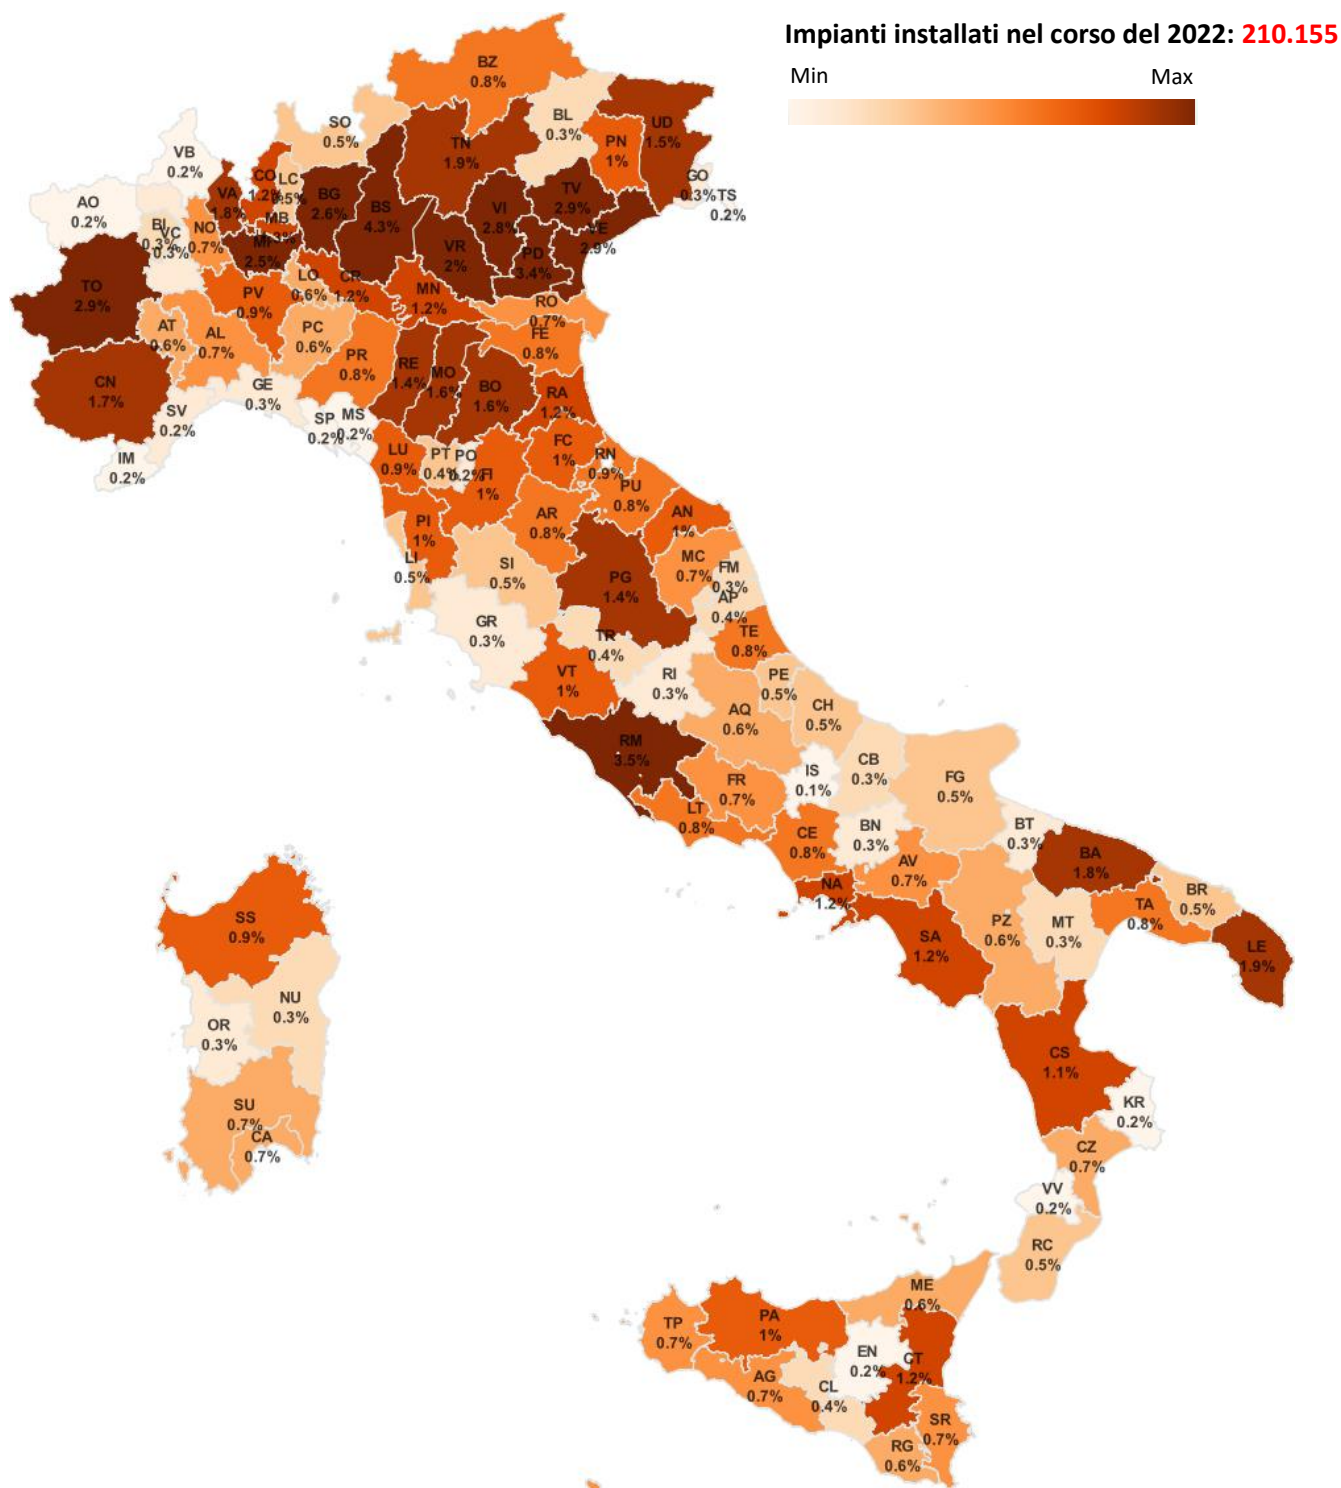 Impianti installati nel corso del 2022: 210.155
Min Max
BZ
0.8%
SO
0.5%
BL
0.3%
TN
1.9%
UD
1.5%
PN
1%
VB
0.2%
GO
0.3%
TS
0.2%
AO
0.2%
VA
1.8%
CO
1.2%
LC
0.5%
BG
2.6%
BS
4.3%
VI
2.8%
TV
2.9%
VE
2.9%
BI
0.3%
VC
0.3%
NO
0.7%
MB
MI
2.5%
VR
2%
PD
3.4%
TO
2.9%
PV
0.9%
LO
0.6%
CR
1.2%
MN
1.2%
RO
0.7%
AT
0.6%
AL
0.7%
PC
0.6%
PR
0.8%
FE
0.8%
CN
1.7%
GE
0.3%
RE
1.4%
MO
1.6%
BO
1.6%
RA
1.2%
SV
0.2%
SP
0.2%
MS
0.2%
IM
0.2%
LU
0.9%
PT
0.4%
PO
0.2%
FI
1%
FC
1%
RN
0.9%
PU
0.8%
PI
1%
AR
0.8%
AN
1%
LI
0.5%
SI
0.5%
PG
1.4%
MC
0.7%
FM
0.3%
AP
0.4%
GR
0.3%
TR
0.4%
TE
0.8%
VT
1%
RI
0.3%
PE
0.5%
AQ
0.6%
CH
0.5%
RM
3.5%
FR
0.7%
IS
0.1%
CB
0.3%
FG
0.5%
LT
0.8%
CE
0.8%
BN
0.3%
BT
0.3%
AV
0.7%
BA
1.8%
NA
1.2%
BR
0.5%
TA
0.8%
SS
0.9%
SA
1.2%
PZ
0.6%
MT
0.3%
LE
1.9%
NU
0.3%
OR
0.3%
CS
1.1%
SU
0.7%
CA
0.7%
KR
0.2%
CZ
0.7%
VV
0.2%
RC
0.5%
ME
0.6%
TP
0.7%
PA
1%
EN
0.2%
CT
1.2%
AG
0.7%
CL
0.4%
SR
0.7%
RG
0.6%